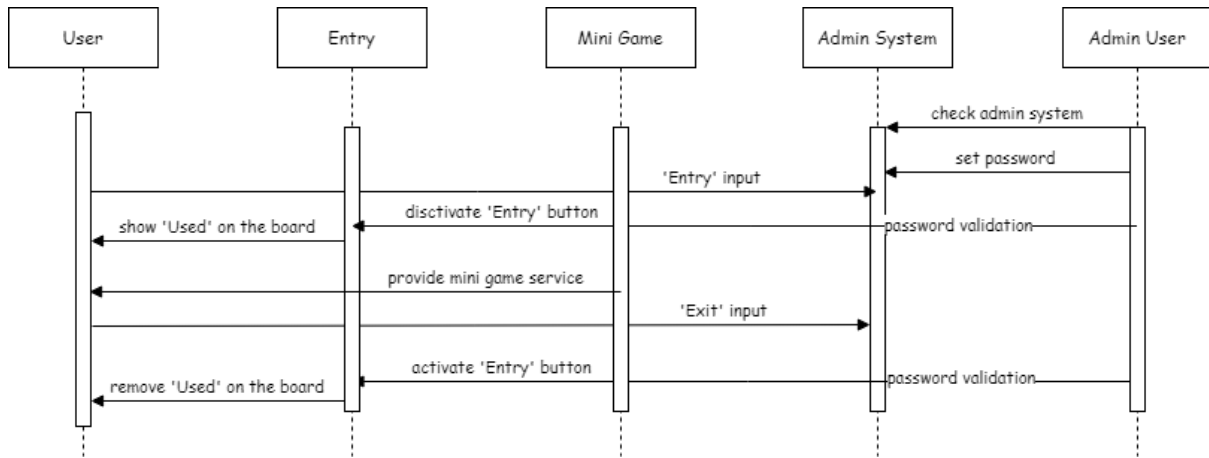 User
Entry
Mini Game
Admin System
Admin User
check admin system
set password
'Entry' input
disctivate 'Entry' button
password validation
show 'Used' on the board
provide mini game service
'Exit' input
activate 'Entry' button
password validation
remove 'Used' on the board